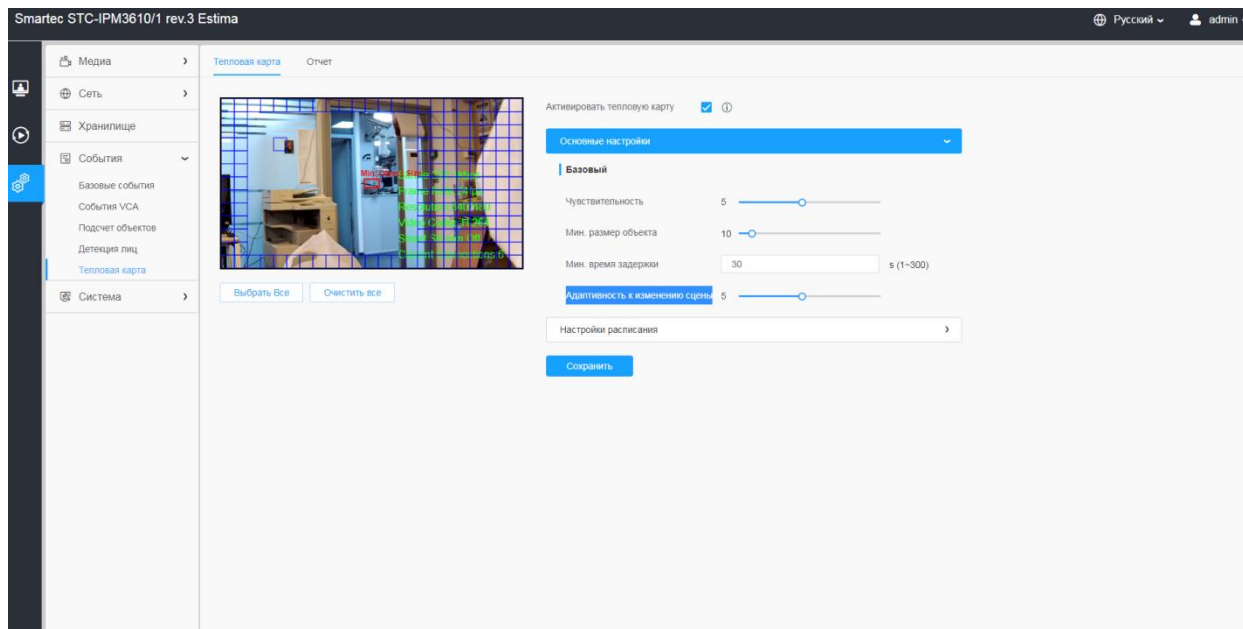 Smartec STC-IPM3610/1 rev.3 Estima
Русский
admin
Медиа
Сеть
Хранилище
События
Базовые события
События VCA
Подсчет объектов
Детекция лиц
Тепловая карта
Система
Тепловая карта Отчет
Выбрать Все Очистить все
Активировать тепловую карту
Основные настройки
Базовый
Чувствительность 5
Мин. размер объекта 10
Мин. время задержки 30 s (1~300)
Адаптивность к изменению сцены 5
Настройки расписания
Сохранить